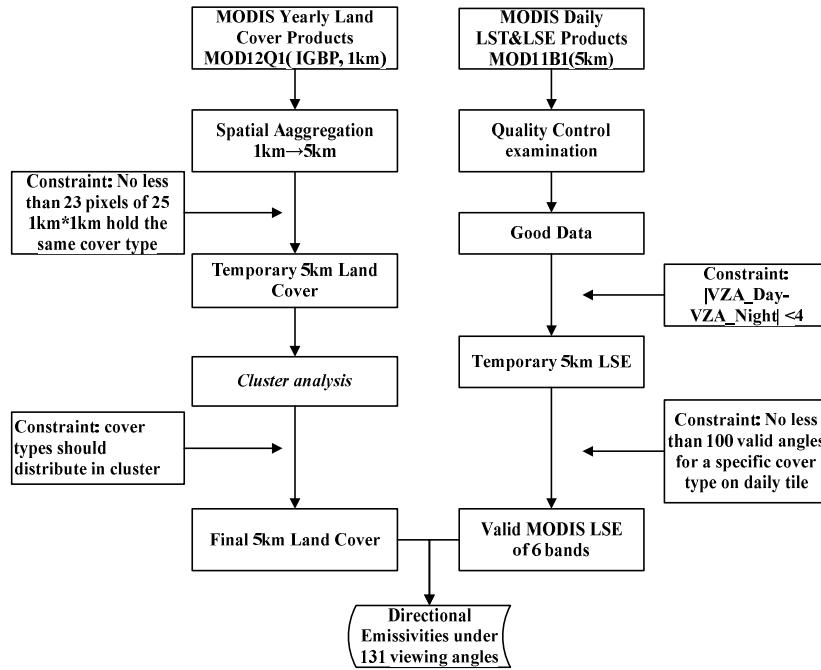 MODIS Yearly Land
Cover Products
MOD12Q1( IGBP, 1km)
MODIS Daily
LST&LSE Products
MOD11B1(5km)
Spatial Aaggregation
1km→5km
Quality Control
examination
Constraint: No less
than 23 pixels of 25
1km*1km hold the
same cover type
Good Data
Temporary 5km Land
Cover
Constraint:
|VZA_Day-
VZA_Night| <4
Temporary 5km LSE
Cluster analysis
Constraint: cover
types should
distribute in cluster
Constraint: No less
than 100 valid angles
for a specific cover
type on daily tile
Final 5km Land Cover
Valid MODIS LSE
of 6 bands
Directional
Emissivities under
131 viewing angles